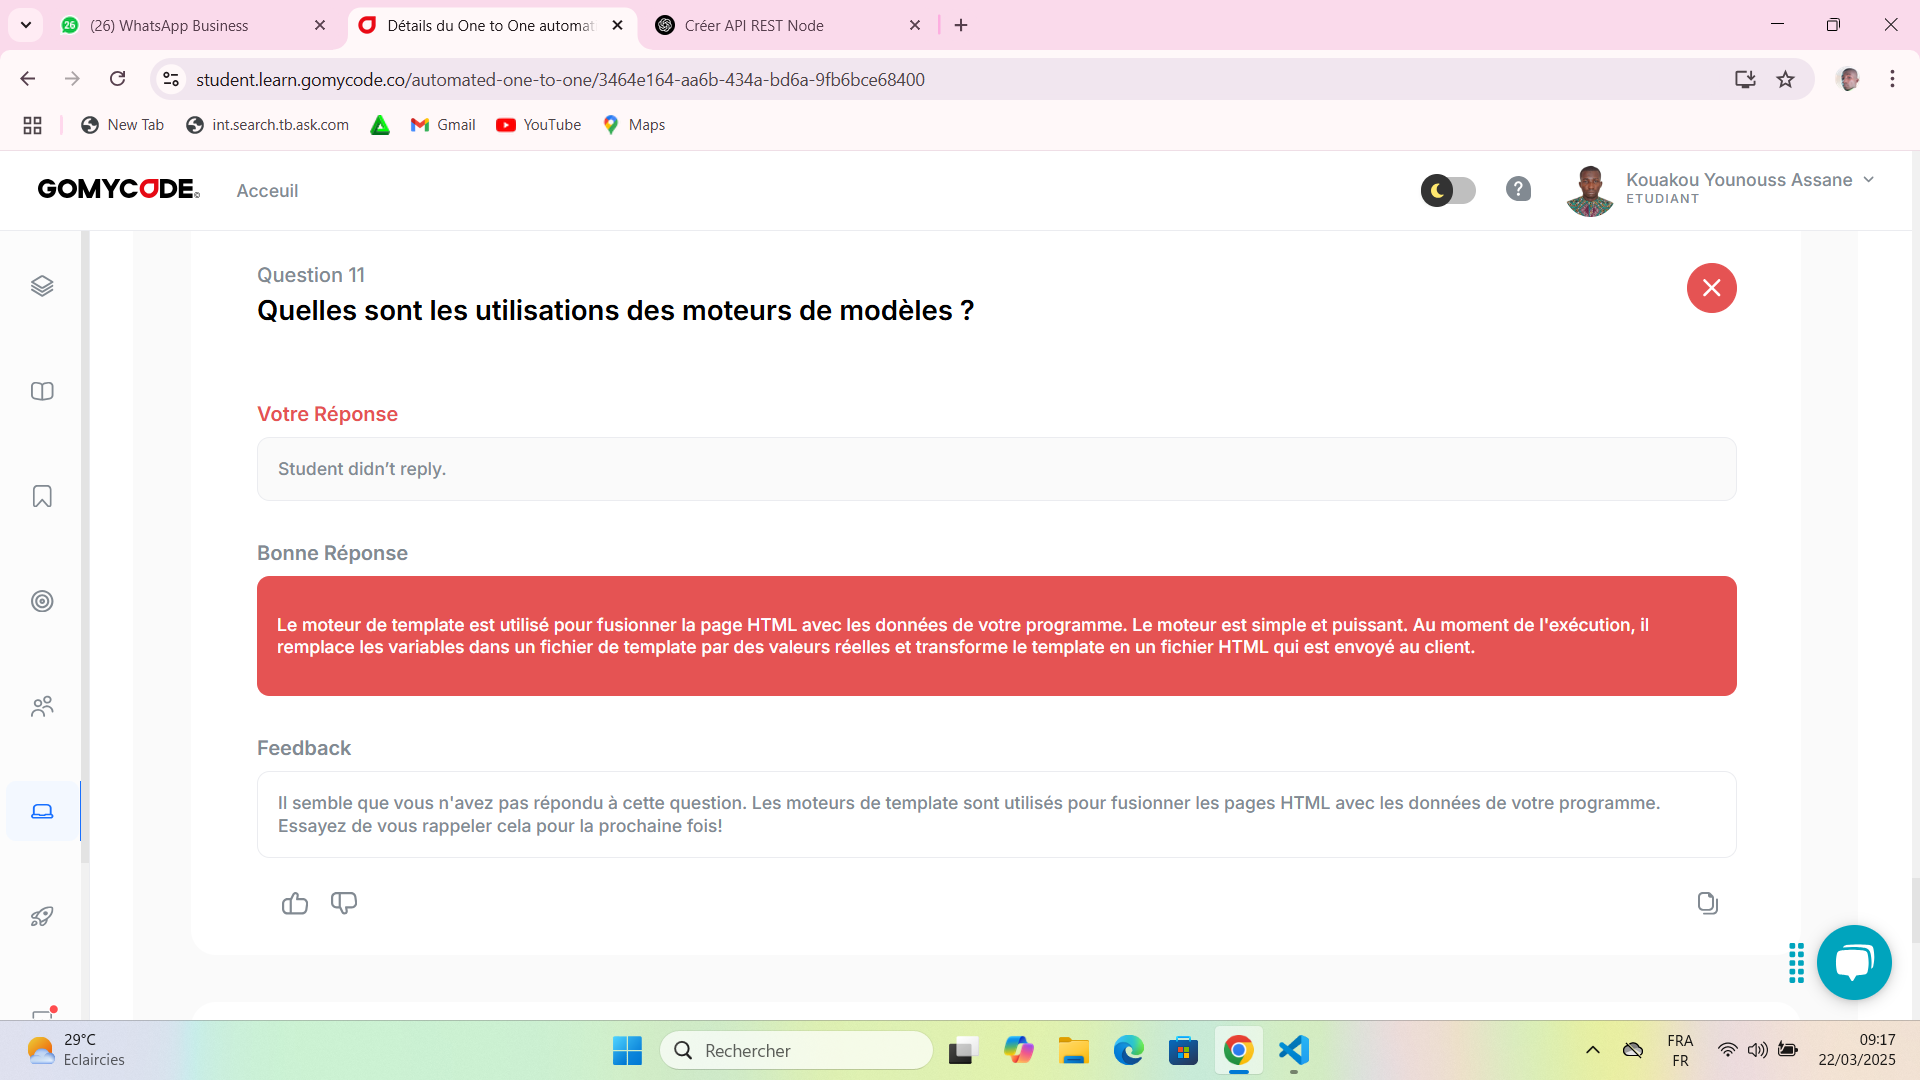 (26) WhatsApp Business
Détails du One to One automat
Créer API REST Node
student.learn.gomycode.co/automated-one-to-one/3464e164-aa6b-434a-bd6a-9fb6bce68400
New Tab
int.search.tb.ask.com
Gmail
YouTube
Maps
GOMYCODE
Acceuil
?
Kouakou Younouss Assane
ETUDIANT
Question 11
Quelles sont les utilisations des moteurs de modèles ?
Votre Réponse
Student didn’t reply.
Bonne Réponse
Le moteur de template est utilisé pour fusionner la page HTML avec les données de votre programme. Le moteur est simple et puissant. Au moment de l'exécution, il
remplace les variables dans un fichier de template par des valeurs réelles et transforme le template en un fichier HTML qui est envoyé au client.
Feedback
Il semble que vous n'avez pas répondu à cette question. Les moteurs de template sont utilisés pour fusionner les pages HTML avec les données de votre programme.
Essayez de vous rappeler cela pour la prochaine fois!
29°C
Eclaircies
Rechercher
FRA
FR
09:17
22/03/2025